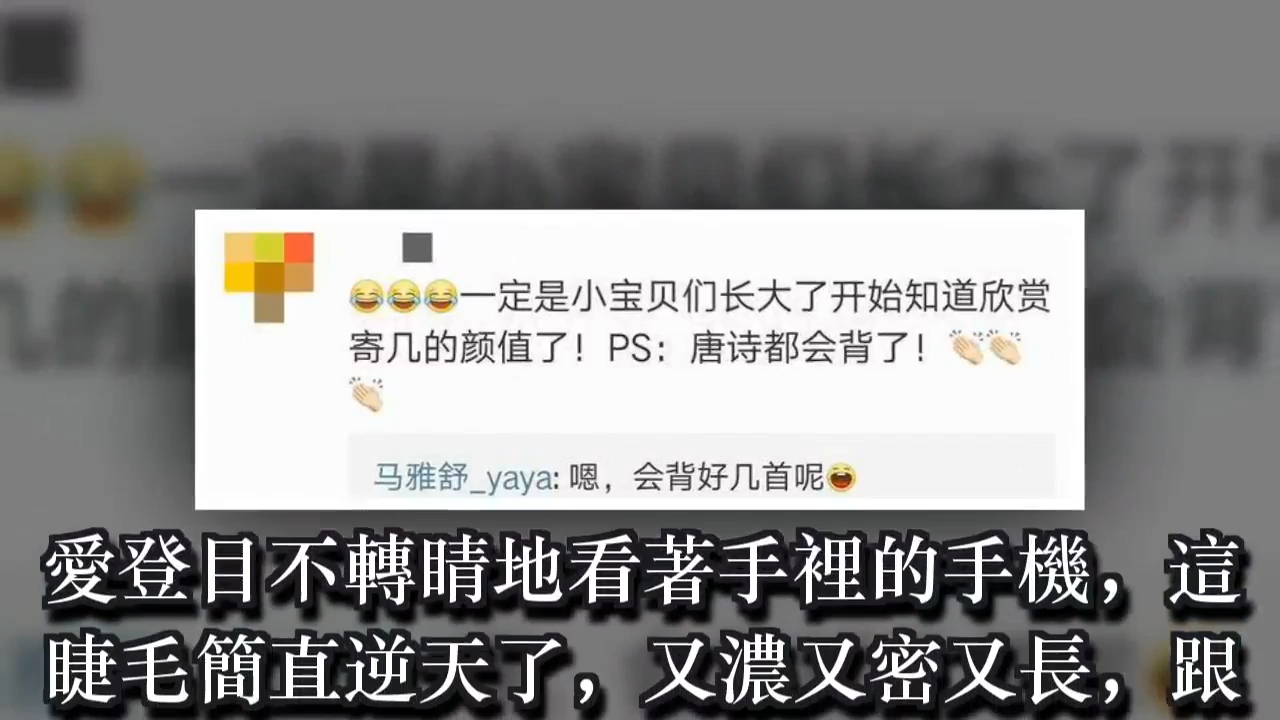 😂😂😂一定是小宝贝们长大了开始知道欣赏
寄几的颜值了！PS：唐诗都会背了！👏🏻👏🏻
👏🏻
马雅舒_yaya: 嗯，会背好几首呢😄
愛登目不轉睛地看著手裡的手機，這
睫毛簡直逆天了，又濃又密又長，跟